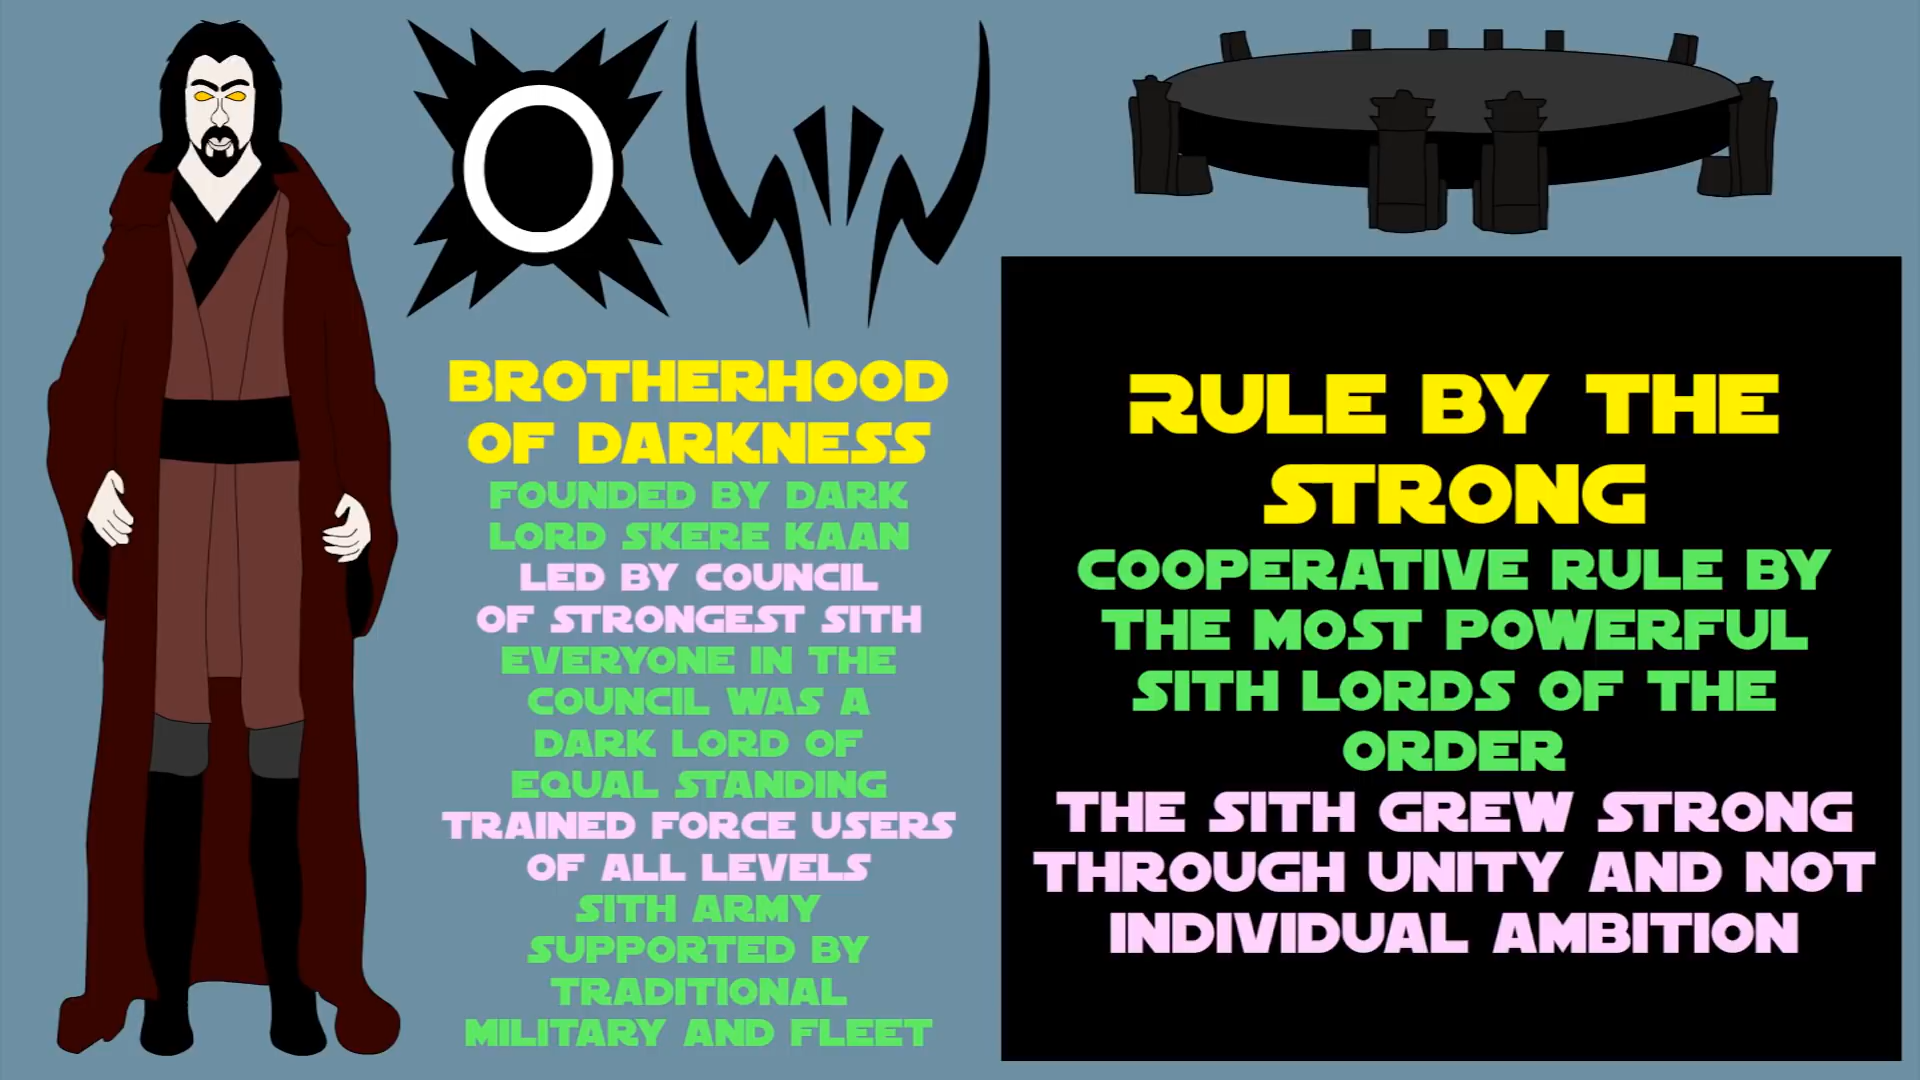 BROTHERHOOD
OF DARKNESS
FOUNDED BY DARK
LORD SKERE KAAN
LED BY COUNCIL
OF STRONGEST SITH
EVERYONE IN THE
COUNCIL WAS A
DARK LORD OF
EQUAL STANDING
TRAINED FORCE USERS
OF ALL LEVELS
SITH ARMY
SUPPORTED BY
TRADITIONAL
MILITARY AND FLEET
RULE BY THE
STRONG
COOPERATIVE RULE BY
THE MOST POWERFUL
SITH LORDS OF THE
ORDER
THE SITH GREW STRONG
THROUGH UNITY AND NOT
INDIVIDUAL AMBITION